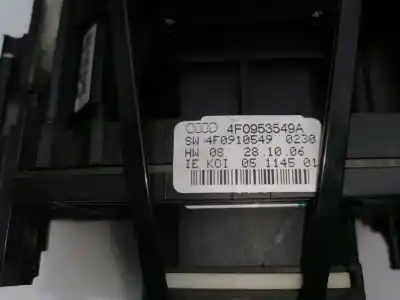 4F0953549A
SW 4F0910549 0230
HW 08 28.10.06
IE KOI 05 1145 01